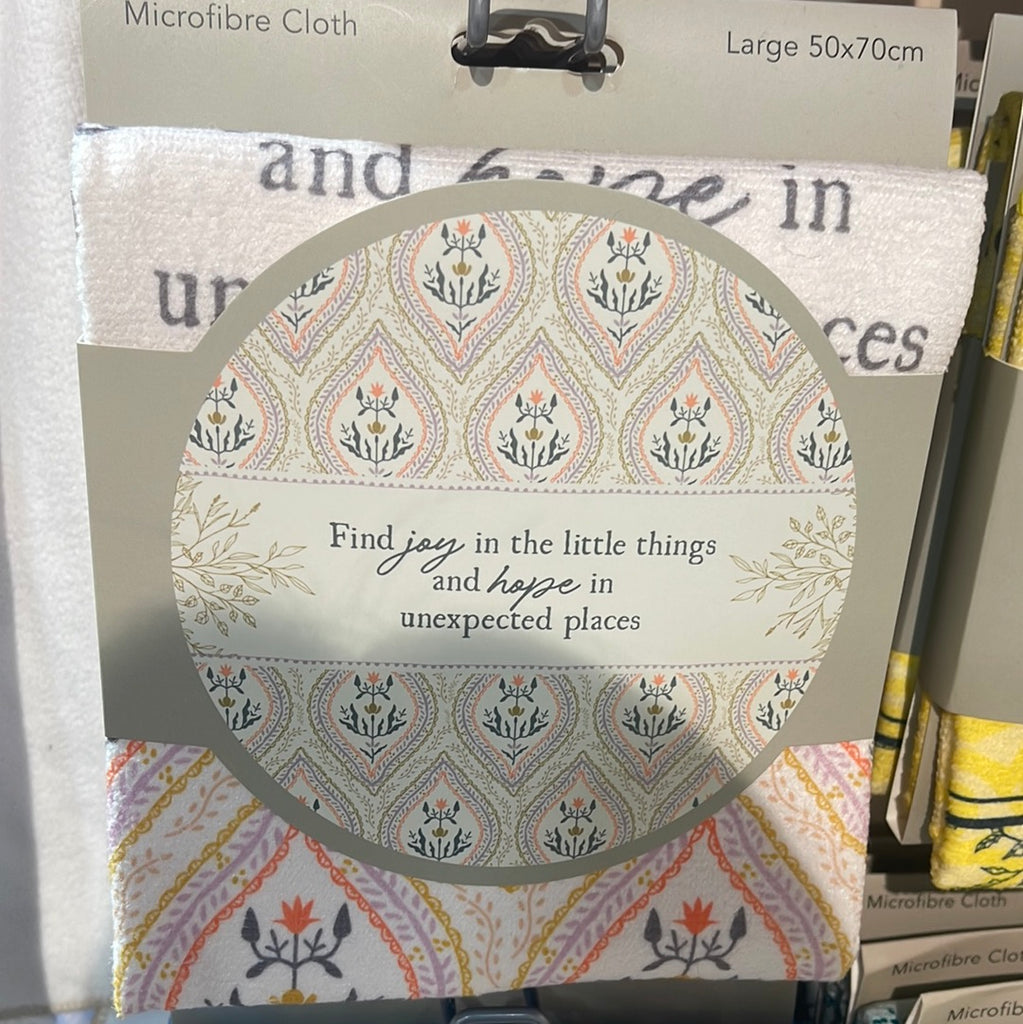 Microfibre Cloth
Large 50x70cm
and hope in
ces
Find joy in the little things
and hope in
unexpected places
Microfibre Cloth
Microfibre
Microfib